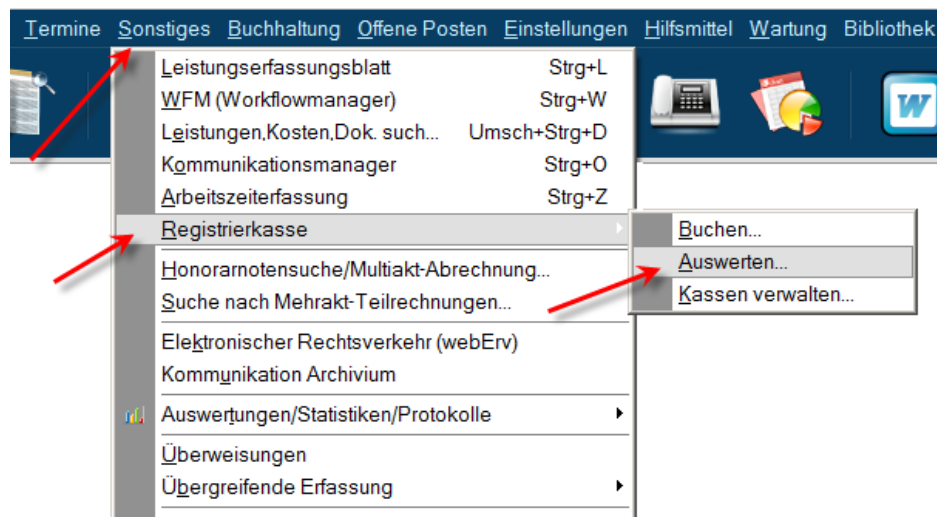 Termine Sonstiges Buchhaltung Offene Posten Einstellungen Hilfsmittel Wartung Bibliothek
Leistungserfassungsblatt Strg+L
WFM (Workflowmanager) Strg+W
Leistungen,Kosten,Dok. such... Umsch+Strg+D
Kommunikationsmanager Strg+O
Arbeitszeiterfassung Strg+Z
Registrierkasse
Buchen...
Auswerten...
Kassen verwalten...
Honorarnotensuche/Multiakt-Abrechnung...
Suche nach Mehrakt-Teilrechnungen...
Elektronischer Rechtsverkehr (webErv)
Kommunikation Archivium
Auswertungen/Statistiken/Protokolle
Überweisungen
Übergreifende Erfassung
W